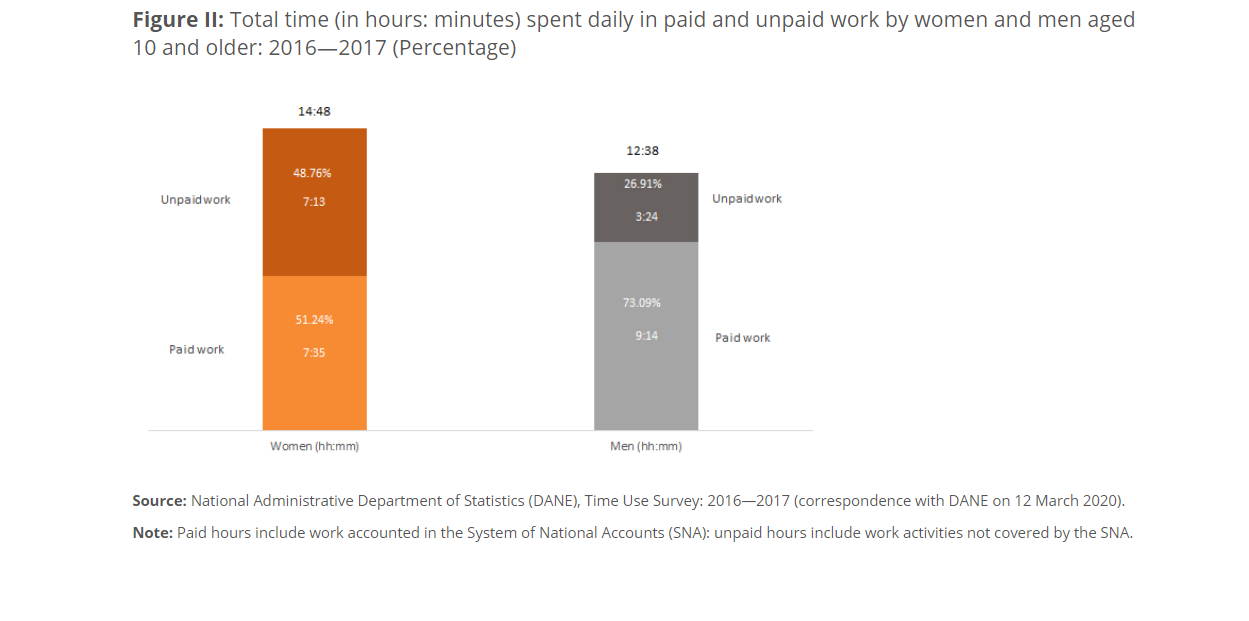 Figure II: Total time (in hours: minutes) spent daily in paid and unpaid work by women and men aged
10 and older: 2016—2017 (Percentage)
14:48
12:38
48.76%
26.91%
Unpaid work
7:13
3:24
Unpaid work
51.24%
73.09%
Paid work
7:35
9:14
Paid work
Women (hh:mm)
Men (hh:mm)
Source: National Administrative Department of Statistics (DANE), Time Use Survey: 2016—2017 (correspondence with DANE on 12 March 2020).
Note: Paid hours include work accounted in the System of National Accounts (SNA): unpaid hours include work activities not covered by the SNA.